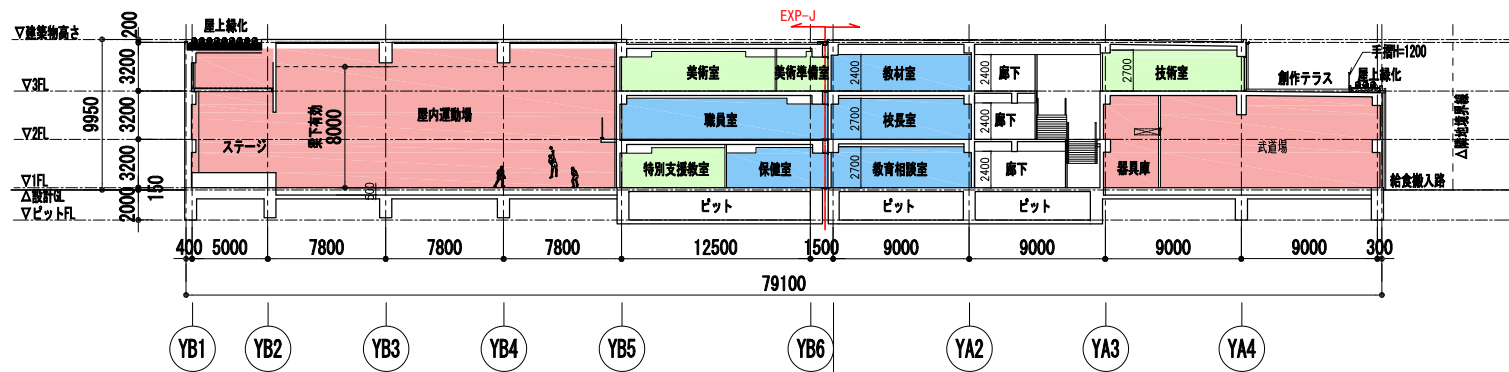 EXP-J
▽建築物高さ
屋上緑化
200
手摺H=1200
3200
美術室
美術準備室
2400
教材室
2400
廊下
2700
技術室
創作テラス
屋上緑化
▽3FL
9950
3200
梁下有効
8000
屋内運動場
職員室
2700
校長室
2400
廊下
武道場
△隣地境界線
▽2FL
ステージ
3200
特別支援教室
保健室
2700
教育相談室
2400
廊下
器具庫
▽1FL
150
給食搬入路
△設計GL
2000
ピット
ピット
ピット
▽ピットFL
400
5000
7800
7800
7800
12500
1500
9000
9000
9000
9000
300
79100
YB1
YB2
YB3
YB4
YB5
YB6
YA2
YA3
YA4